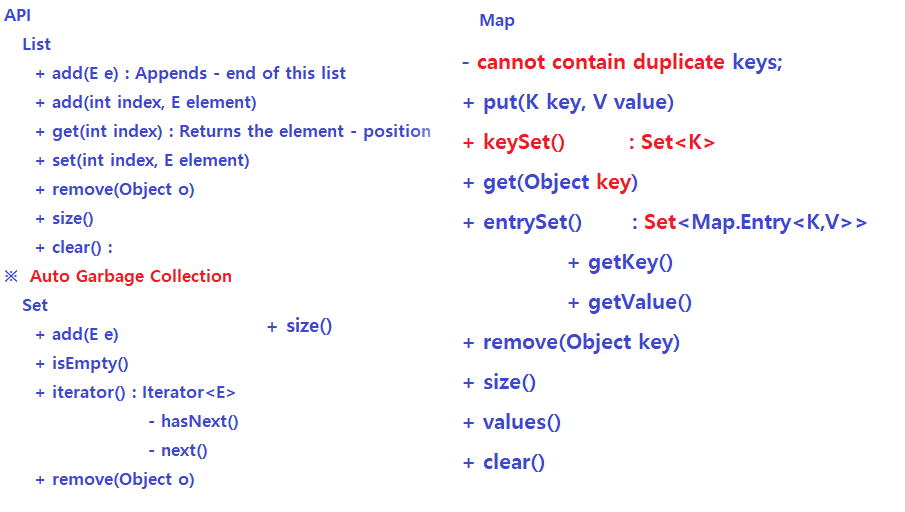 API
List
+ add(E e) : Appends - end of this list
+ add(int index, E element)
+ get(int index) : Returns the element - position
+ set(int index, E element)
+ remove(Object o)
+ size()
+ clear() :
※ Auto Garbage Collection
Set
+ add(E e)
+ size()
+ isEmpty()
+ iterator() : Iterator<E>
- hasNext()
- next()
+ remove(Object o)
Map
- cannot contain duplicate keys;
+ put(K key, V value)
+ keySet() : Set<K>
+ get(Object key)
+ entrySet() : Set<Map.Entry<K,V>>
+ getKey()
+ getValue()
+ remove(Object key)
+ size()
+ values()
+ clear()